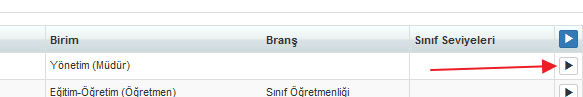 Birim Branş Sınıf Seviyeleri
Yönetim (Müdür)
Eğitim-Öğretim (Öğretmen) Sınıf Öğretmenliği